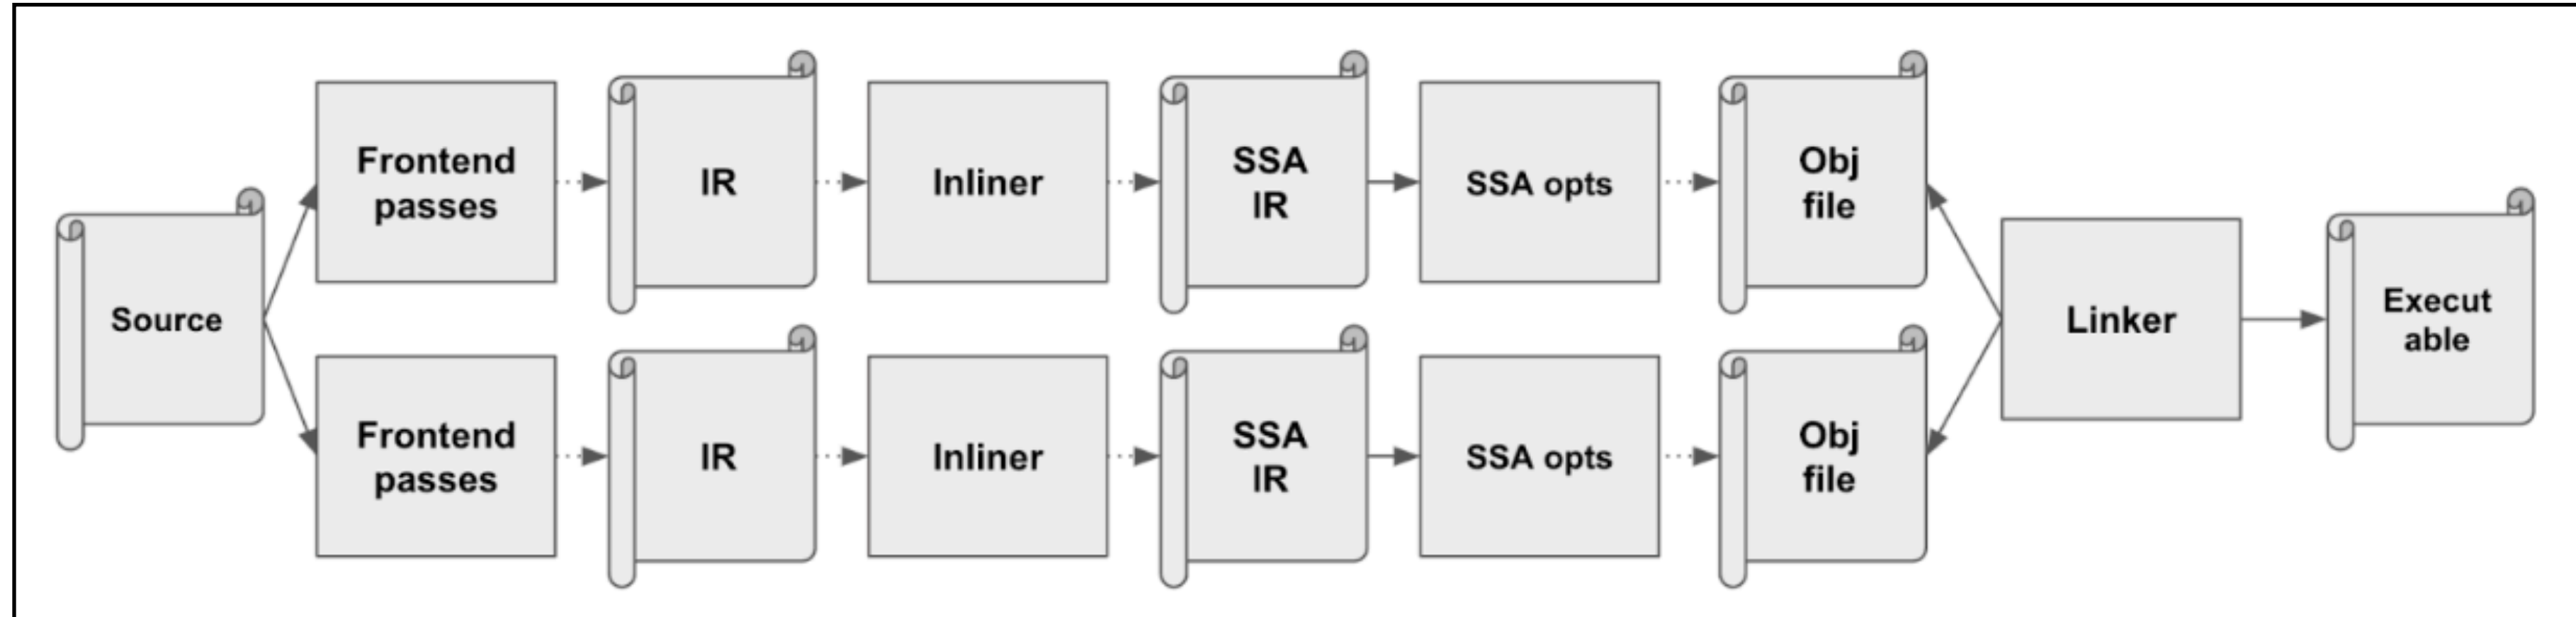 Source
Frontend
passes
IR
Inliner
SSA
IR
SSA opts
Obj
file
Frontend
passes
IR
Inliner
SSA
IR
SSA opts
Obj
file
Linker
Execut
able